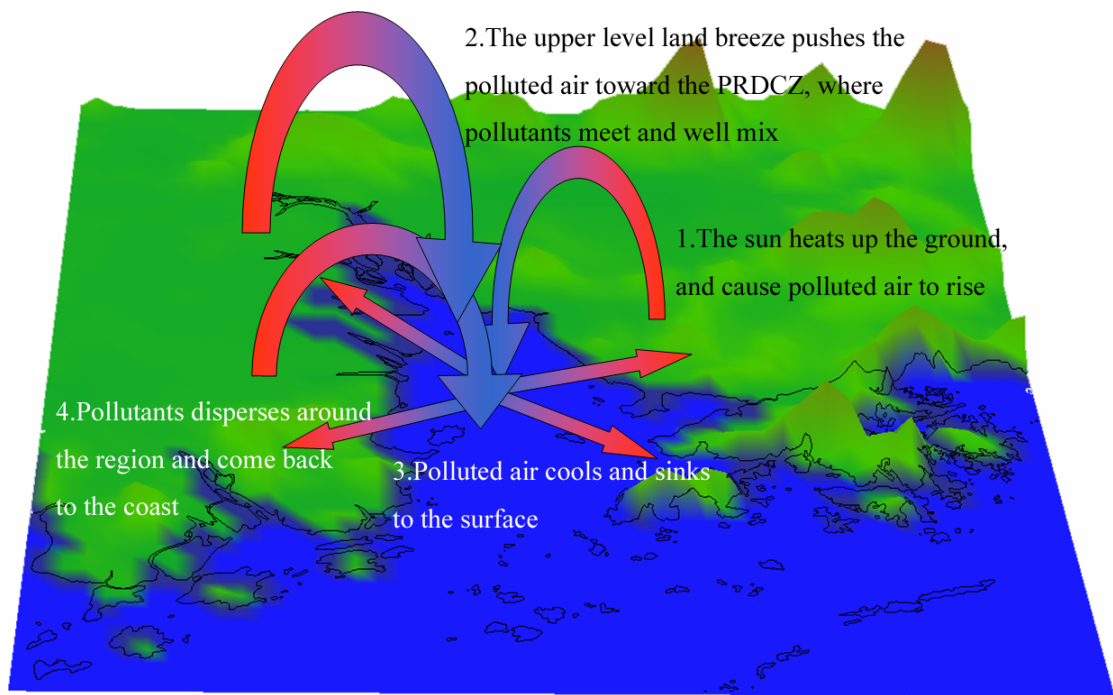 2.The upper level land breeze pushes the
polluted air toward the PRDCZ, where
pollutants meet and well mix
1.The sun heats up the ground,
and cause polluted air to rise
4.Pollutants disperses around
the region and come back
to the coast
3.Polluted air cools and sinks
to the surface